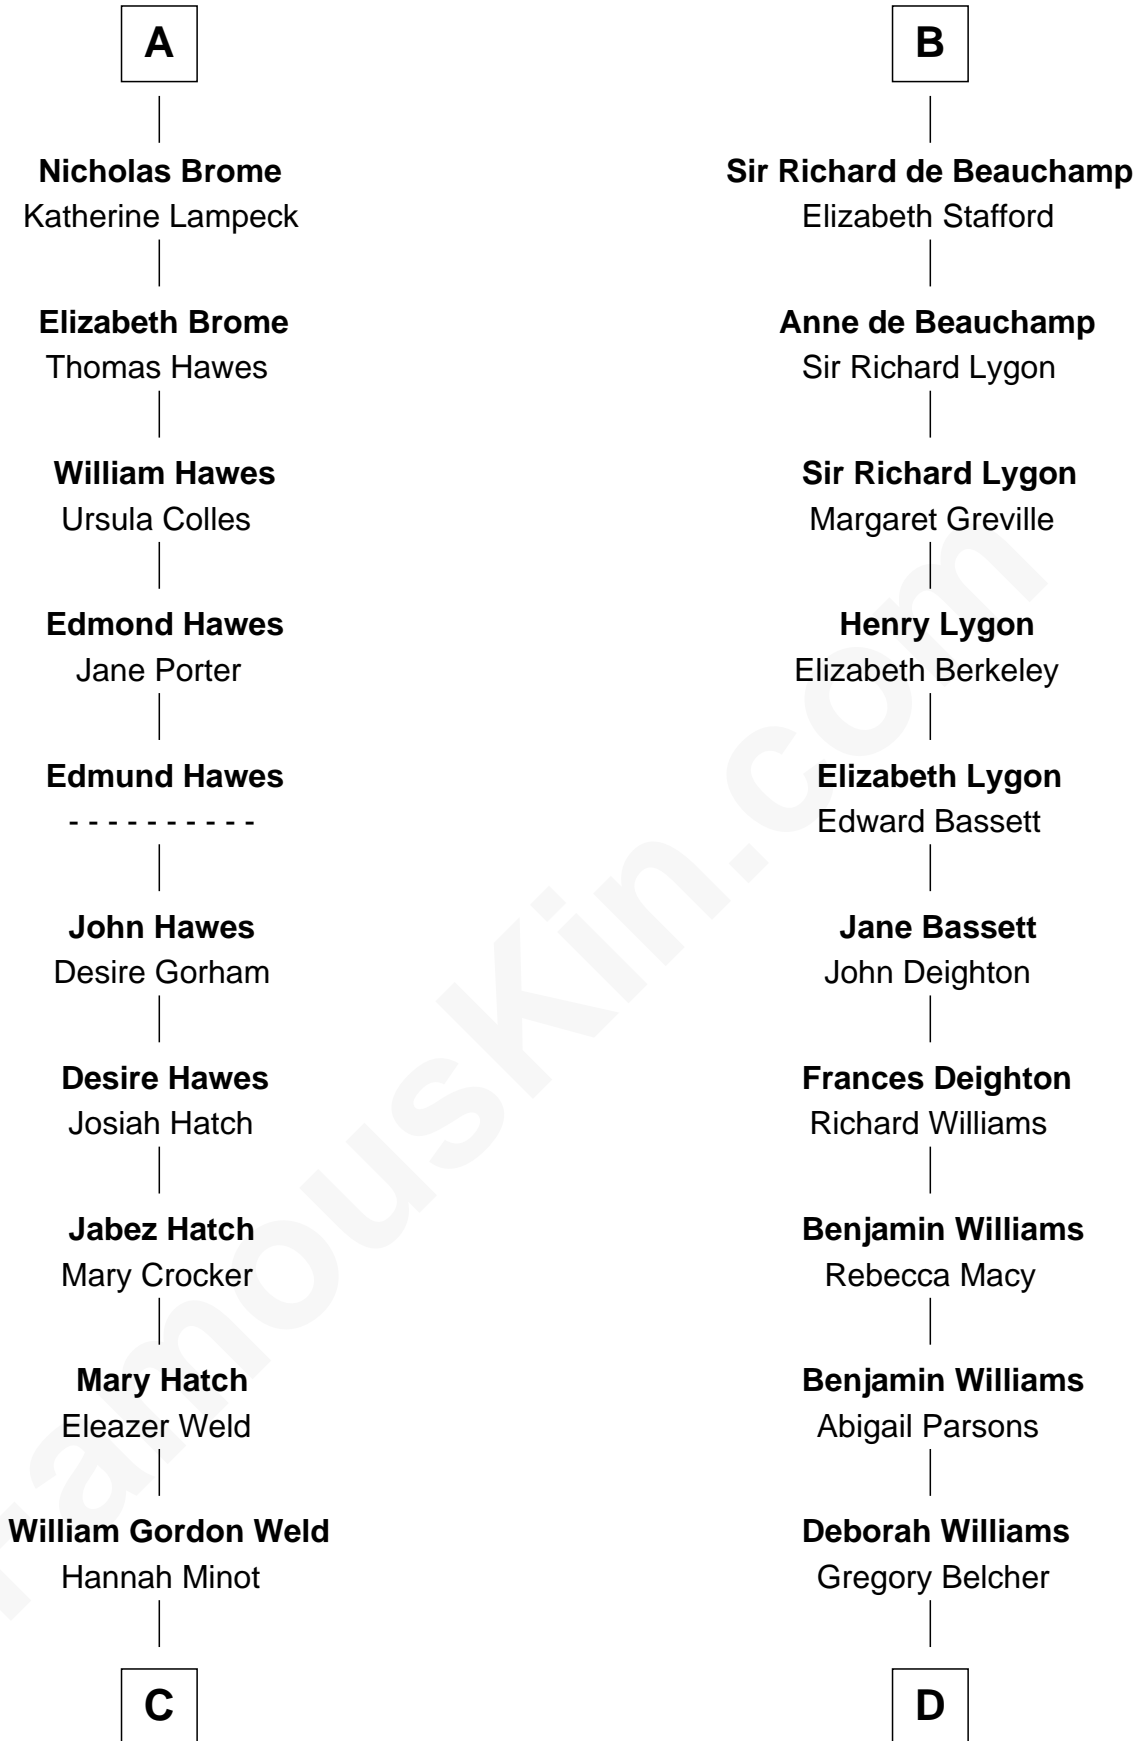 A
Nicholas Brome
Katherine Lampeck
Elizabeth Brome
Thomas Hawes
William Hawes
Ursula Colles
Edmond Hawes
Jane Porter
Edmund Hawes
- - - - - - - - - -
John Hawes
Desire Gorham
Desire Hawes
Josiah Hatch
Jabez Hatch
Mary Crocker
Mary Hatch
Eleazer Weld
William Gordon Weld
Hannah Minot
C
B
Sir Richard de Beauchamp
Elizabeth Stafford
Anne de Beauchamp
Sir Richard Lygon
Sir Richard Lygon
Margaret Greville
Henry Lygon
Elizabeth Berkeley
Elizabeth Lygon
Edward Bassett
Jane Bassett
John Deighton
Frances Deighton
Richard Williams
Benjamin Williams
Rebecca Macy
Benjamin Williams
Abigail Parsons
Deborah Williams
Gregory Belcher
D
FamousKin.com